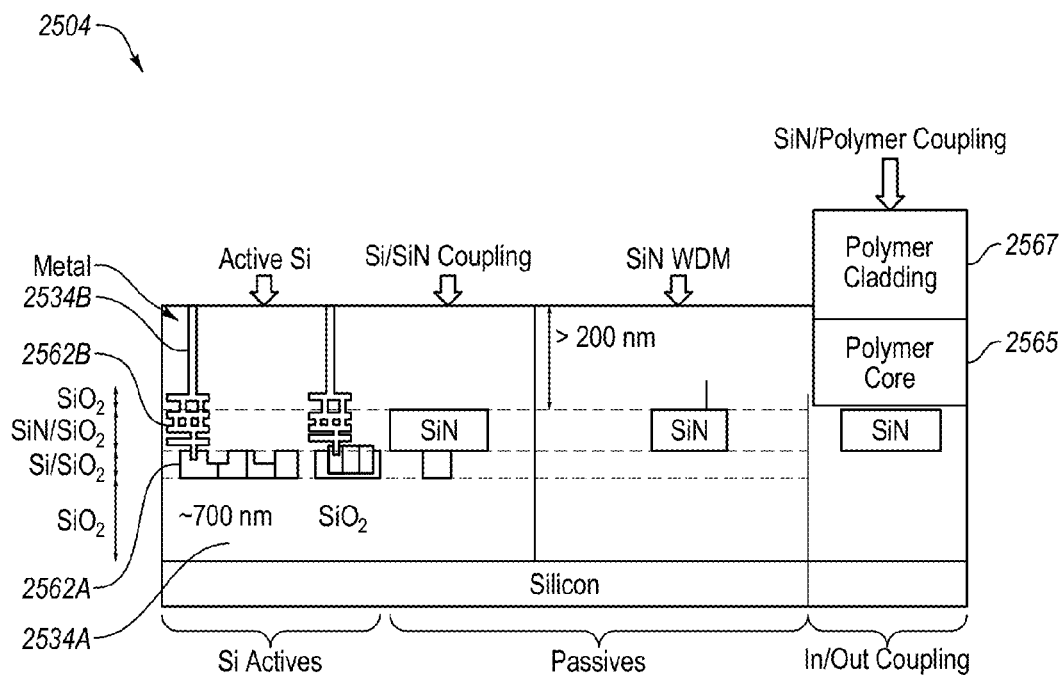 2504
SiN/Polymer Coupling
Metal
Active Si
Si/SiN Coupling
SiN WDM
Polymer
Cladding
2567
2534B
> 200 nm
2562B
Polymer
Core
2565
SiO₂
SiN/SiO₂
SiN
SiN
SiN
Si/SiO₂
SiO₂
~700 nm
SiO₂
2562A
Silicon
2534A
Si Actives
Passives
In/Out Coupling